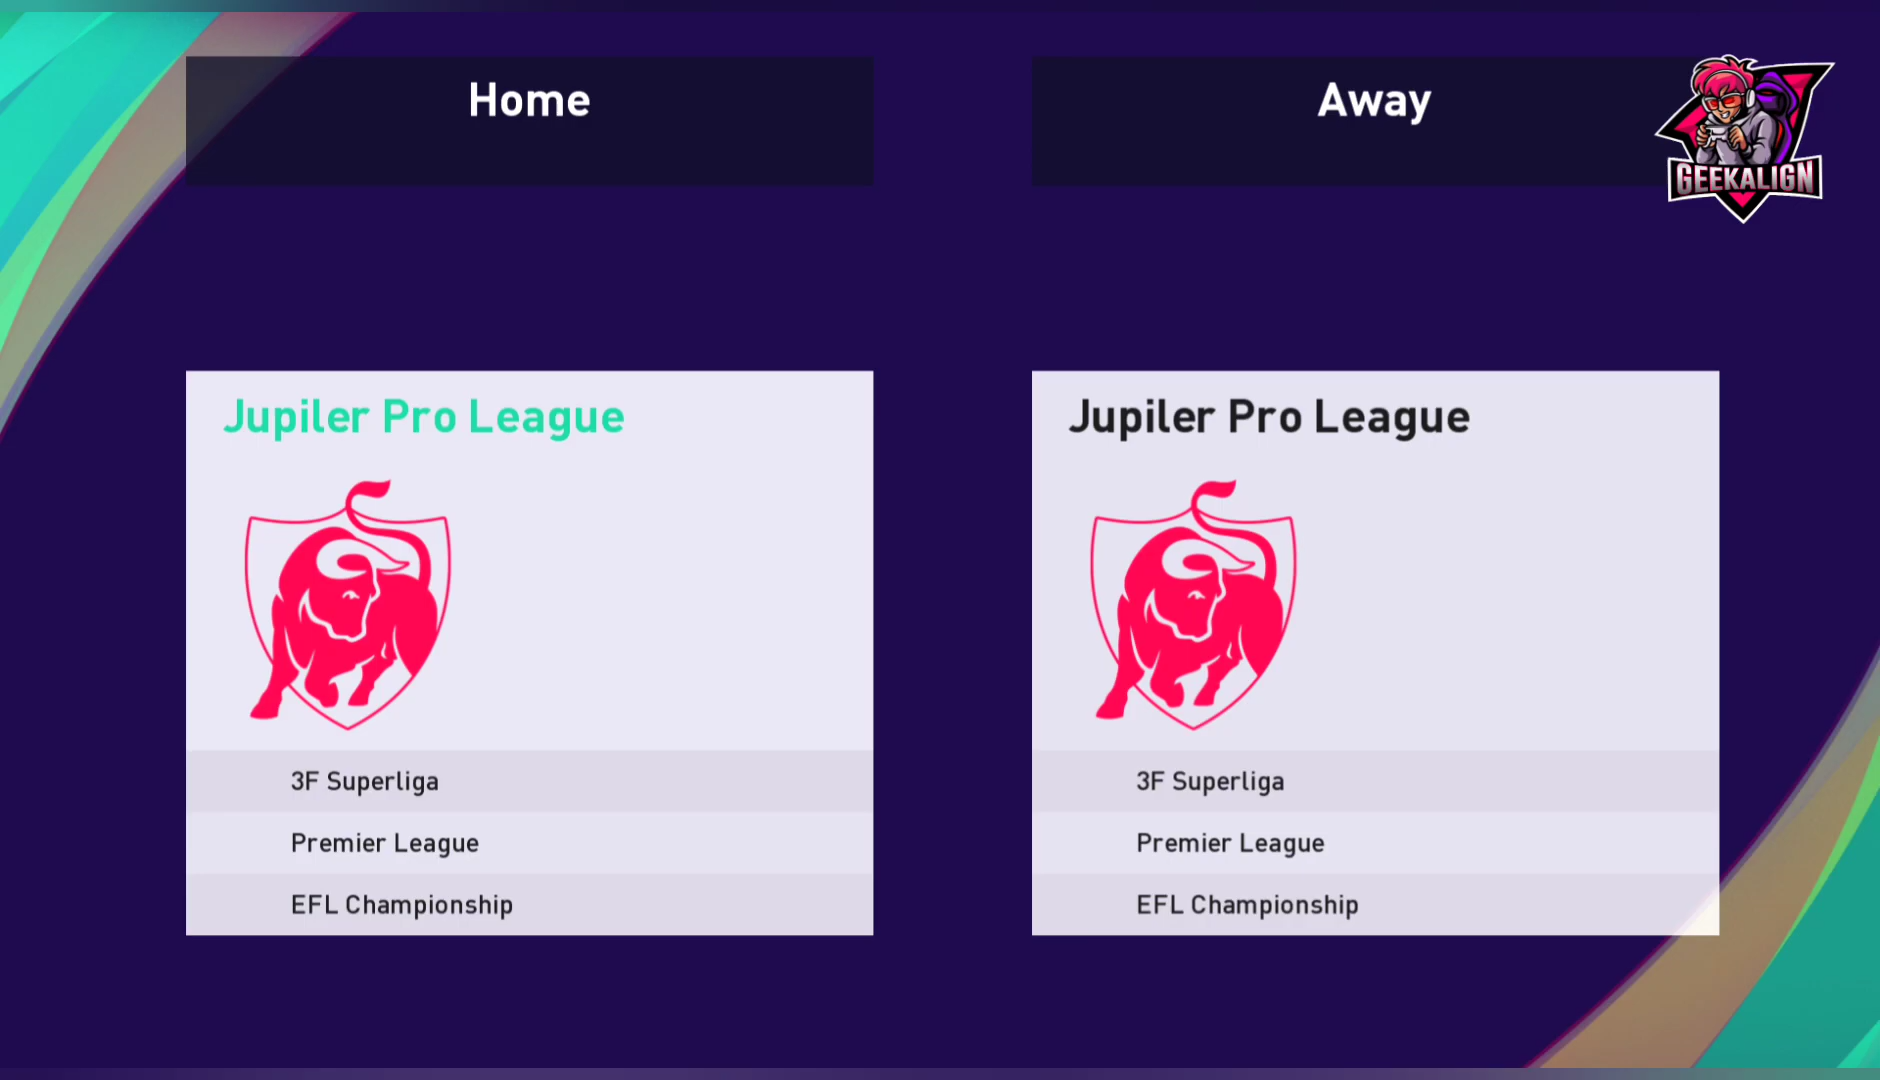 Home
Away
GEEKALIGN
Jupiler Pro League
3F Superliga
Premier League
EFL Championship
Jupiler Pro League
3F Superliga
Premier League
EFL Championship